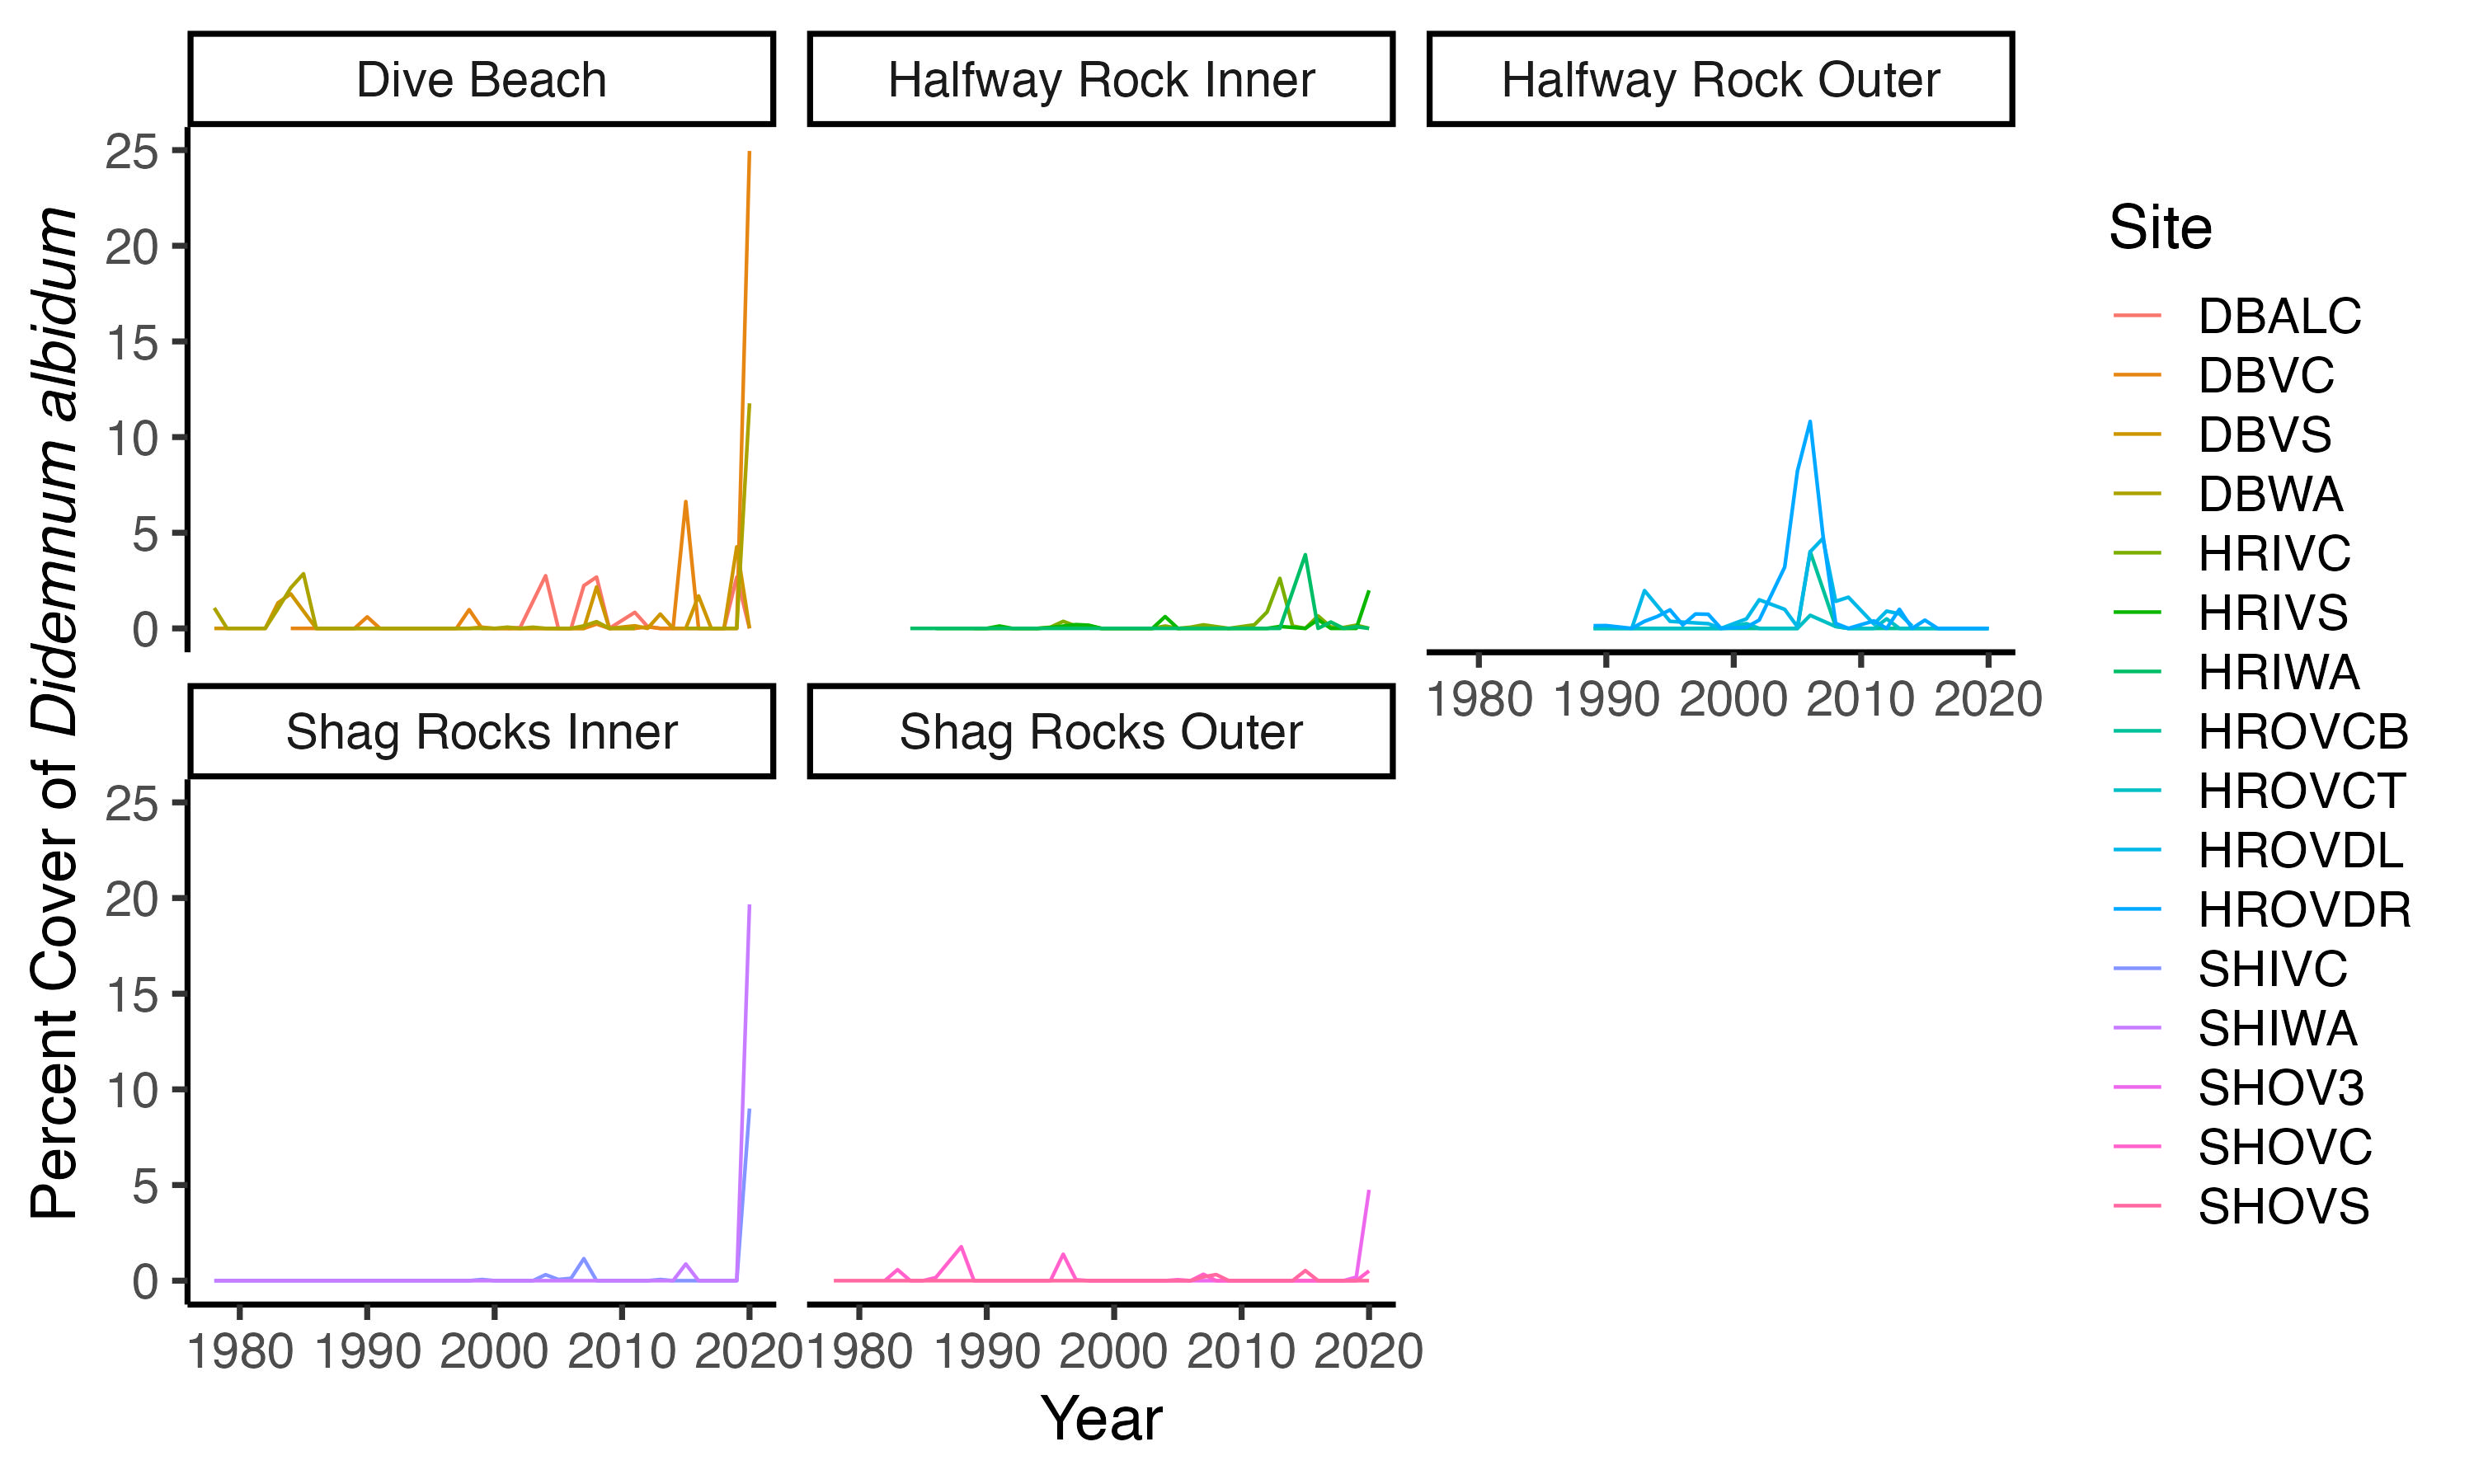 Dive Beach
Halfway Rock Inner
Halfway Rock Outer
25
20
15
10
5
0
1980 1990 2000 2010 2020
Shag Rocks Inner
Shag Rocks Outer
25
20
15
10
5
0
1980 1990 2000 2010 2020
1980 1990 2000 2010 2020
Year
Percent Cover of Didemnum albidum
Site
DBALC
DBVC
DBVS
DBWA
HRIVC
HRIVS
HRIWA
HROVCB
HROVCT
HROVDL
HROVDR
SHIVC
SHIWA
SHOV3
SHOVC
SHOVS